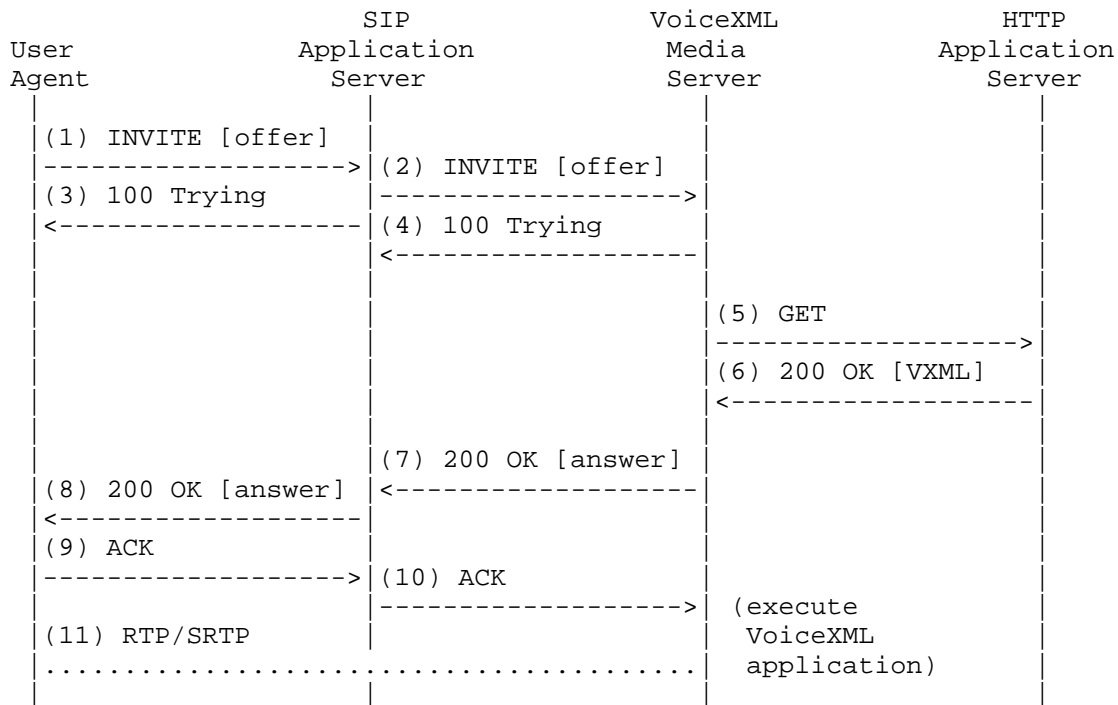 SIP VoiceXML HTTP
User Application Media Application
Agent Server Server Server
(1) INVITE [offer]
(2) INVITE [offer]
(3) 100 Trying
(4) 100 Trying
(5) GET
(6) 200 OK [VXML]
(7) 200 OK [answer]
(8) 200 OK [answer]
(9) ACK
(10) ACK
(execute
(11) RTP/SRTP VoiceXML
application)